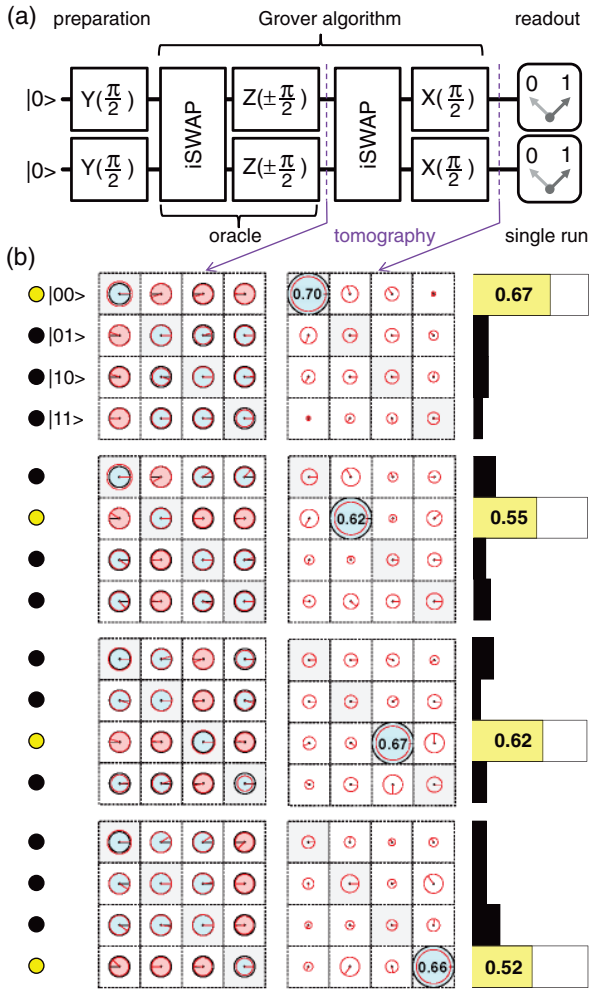 (a)
preparation
Grover algorithm
readout
|0> Y(π/2) iSWAP Z(±π/2) iSWAP X(π/2) 0 1
|0> Y(π/2) Z(±π/2) X(π/2) 0 1
oracle
tomography
single run
(b)
|00> 0.70 0.67
|01>
|10>
|11>
0.62 0.55
0.67 0.62
0.66 0.52